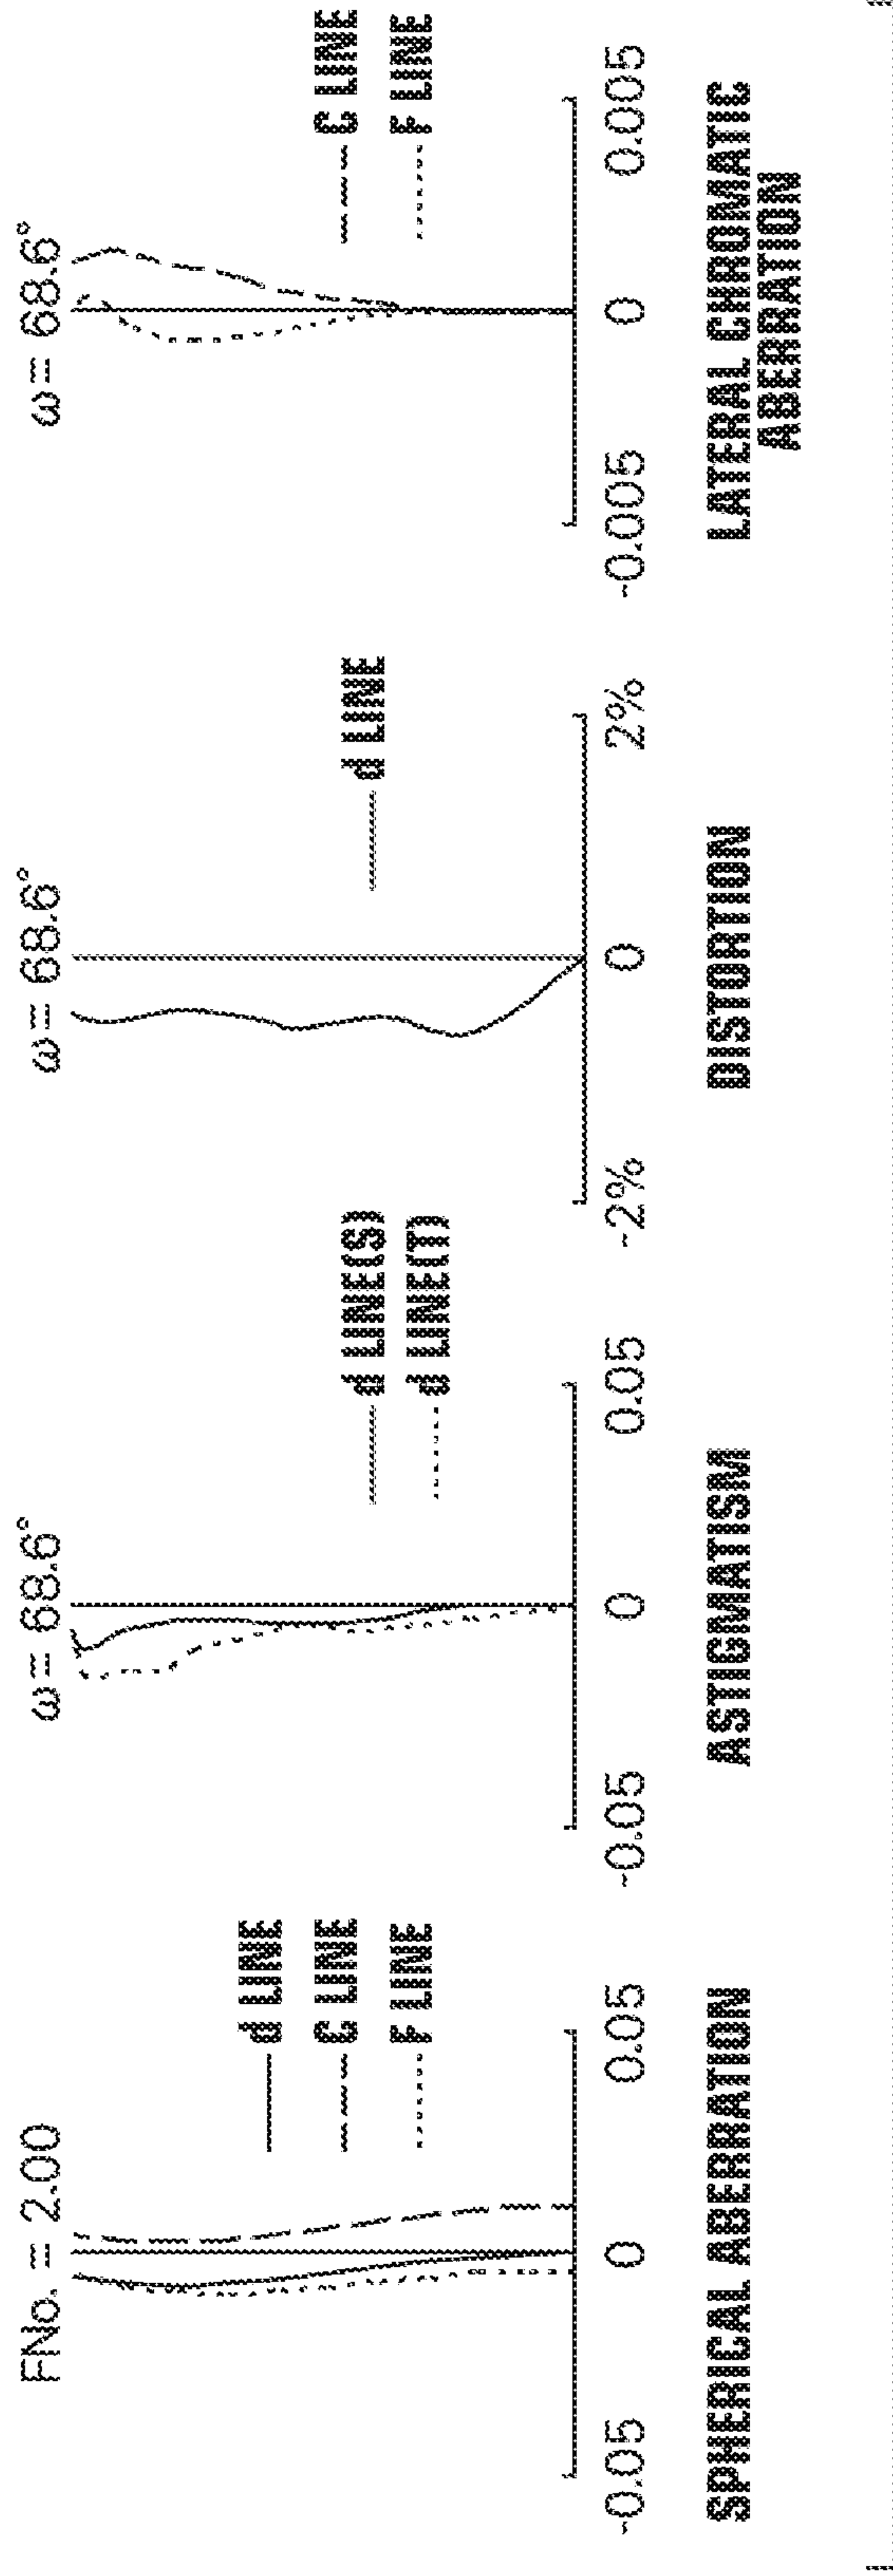 FNo. = 2.00
d LINE
C LINE
F LINE
-0.05
0
0.05
SPHERICAL ABERRATION
ω = 68.6°
d LINE(S)
d LINE(T)
-0.05
0
0.05
ASTIGMATISM
ω = 68.6°
d LINE
-2%
0
2%
DISTORTION
ω = 68.6°
C LINE
F LINE
-0.005
0
0.005
LATERAL CHROMATIC
ABERRATION